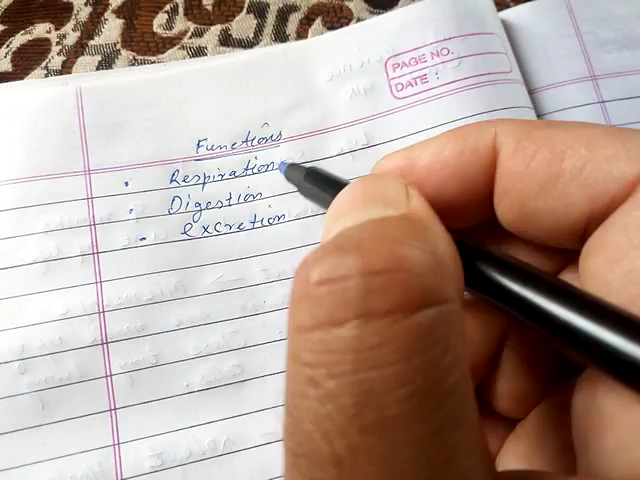 PAGE NO.
DATE :
Functions
• Respiration
• Digestion
• excretion